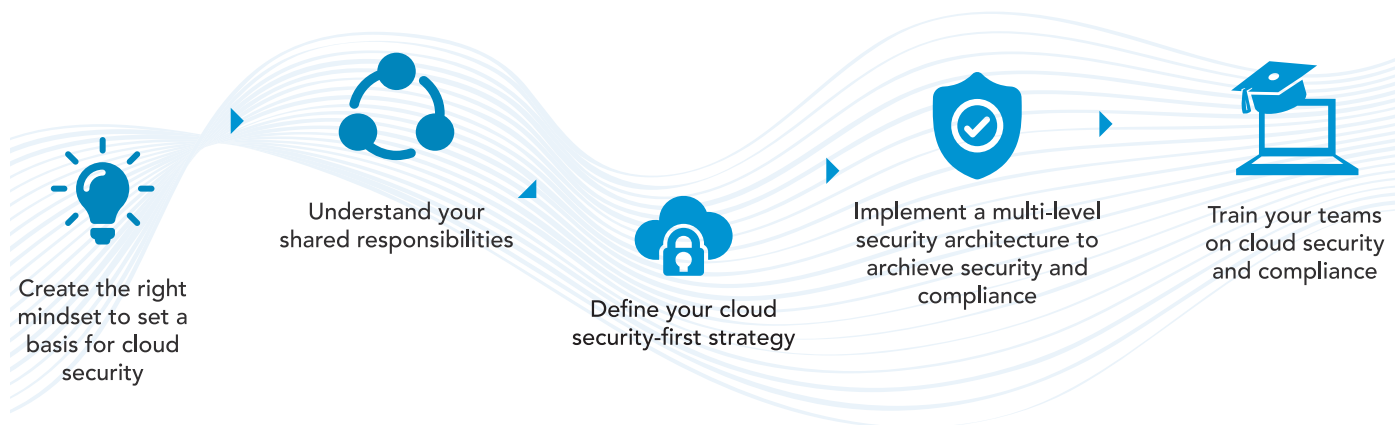 Create the right
mindset to set a
basis for cloud
security
Understand your
shared responsibilities
Define your cloud
security-first strategy
Implement a multi-level
security architecture to
archieve security and
compliance
Train your teams
on cloud security
and compliance